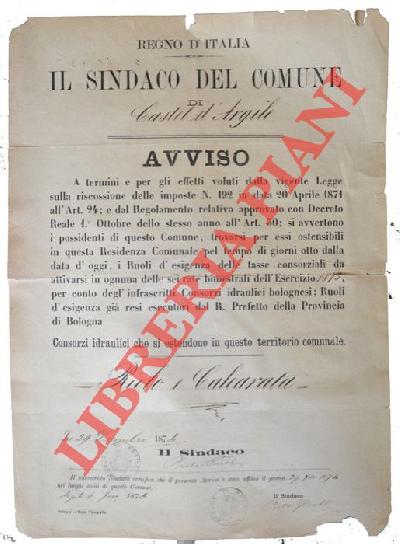 REGNO D'ITALIA
IL SINDACO DEL COMUNE
DI
Castel d'Argile
AVVISO
A termini e per gli effetti voluti dalla vigente Legge
sulla riscossione delle imposte N. 192 in data 20 Aprile 1871
all'Art. 24; e dal Regolamento relativo approvato con Decreto
Reale 1.° Ottobre dello stesso anno all'Art. 40; si avvertono
i possidenti di questo Comune, trovarsi per essi ostensibili
in questa Residenza Comunale nel tempo di giorni otto dalla
data d'oggi, i Ruoli d'esigenza delle tasse consorziali da
attivarsi in ognuna delle sei rate bimestrali dell'Esercizio
per conto degl'infrascritti Consorzi idraulici bolognesi; Ruoli
d'esigenza già resi esecutori dal R. Prefetto della Provincia
di Bologna
Consorzi idraulici che si estendono in questo territorio comunale.
Riolo e Calcarata
Il Sindaco
Il Sindaco
LIBRERIA PIANI